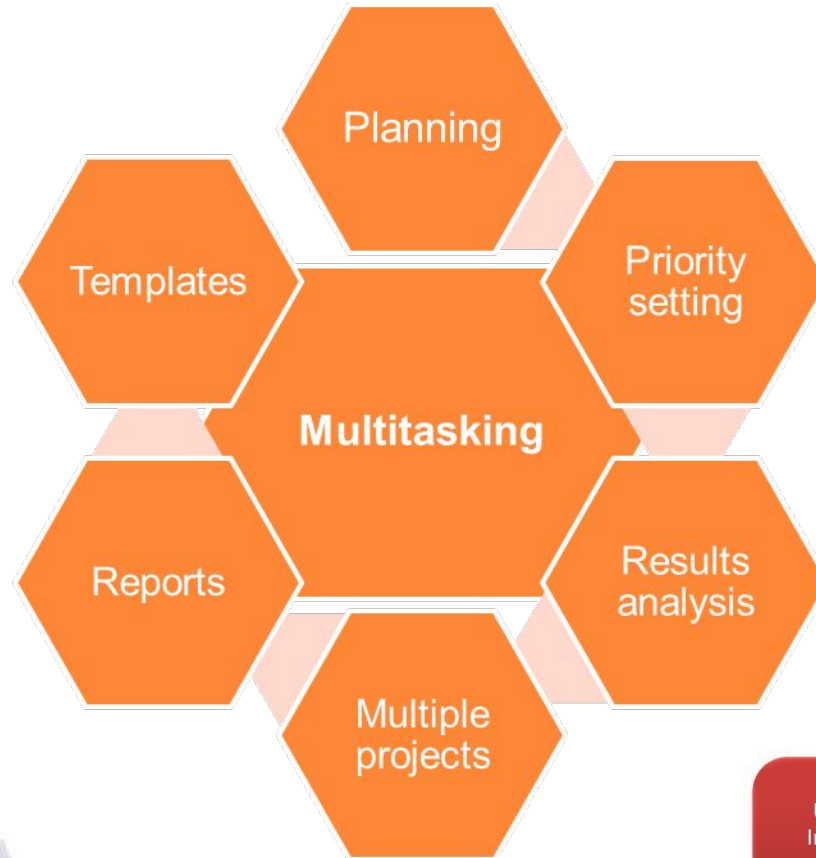 Planning
Priority
setting
Templates
Multitasking
Results
analysis
Reports
Multiple
projects